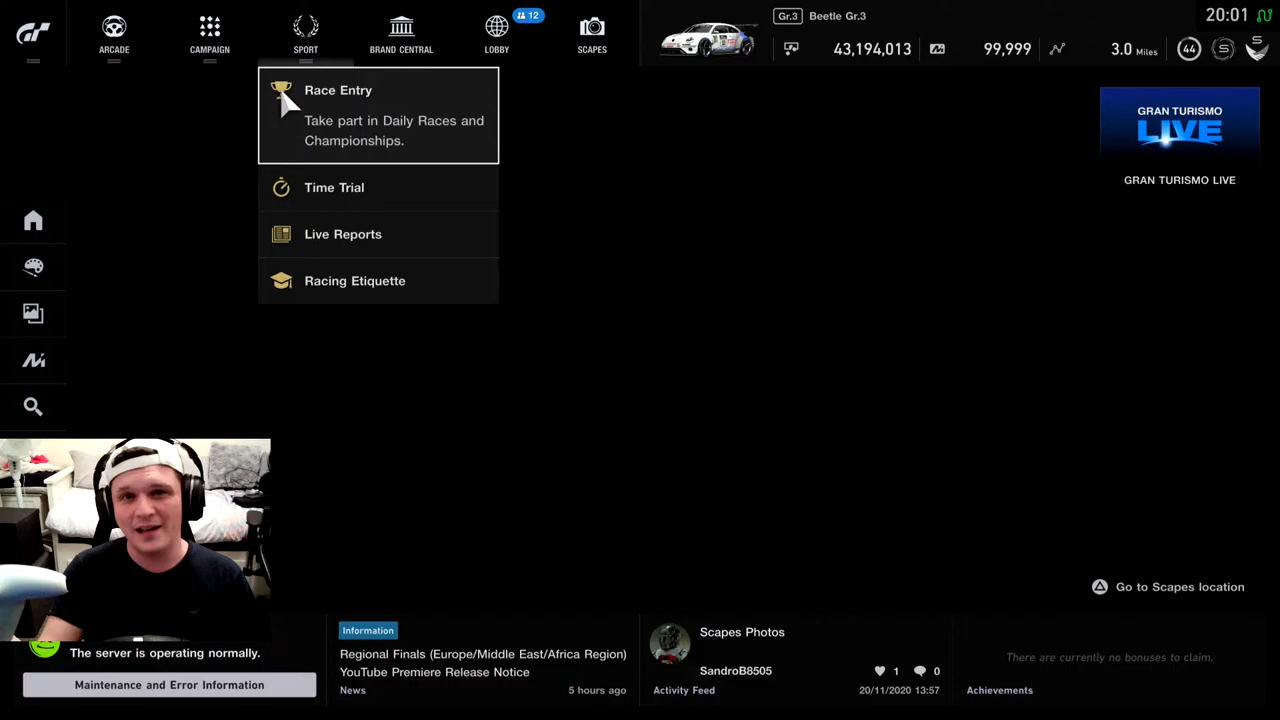 ARCADE
CAMPAIGN
SPORT
BRAND CENTRAL
LOBBY
12
SCAPES
Gr.3 Beetle Gr.3
20:01
43,194,013
99,999
3.0 Miles
44
S
S
Race Entry
Take part in Daily Races and
Championships.
Time Trial
Live Reports
Racing Etiquette
GRAN TURISMO
LIVE
GRAN TURISMO LIVE
Go to Scapes location
The server is operating normally.
Maintenance and Error Information
Information
Regional Finals (Europe/Middle East/Africa Region)
YouTube Premiere Release Notice
News
5 hours ago
Scapes Photos
SandroB8505
1
0
Activity Feed
20/11/2020 13:57
There are currently no bonuses to claim.
Achievements